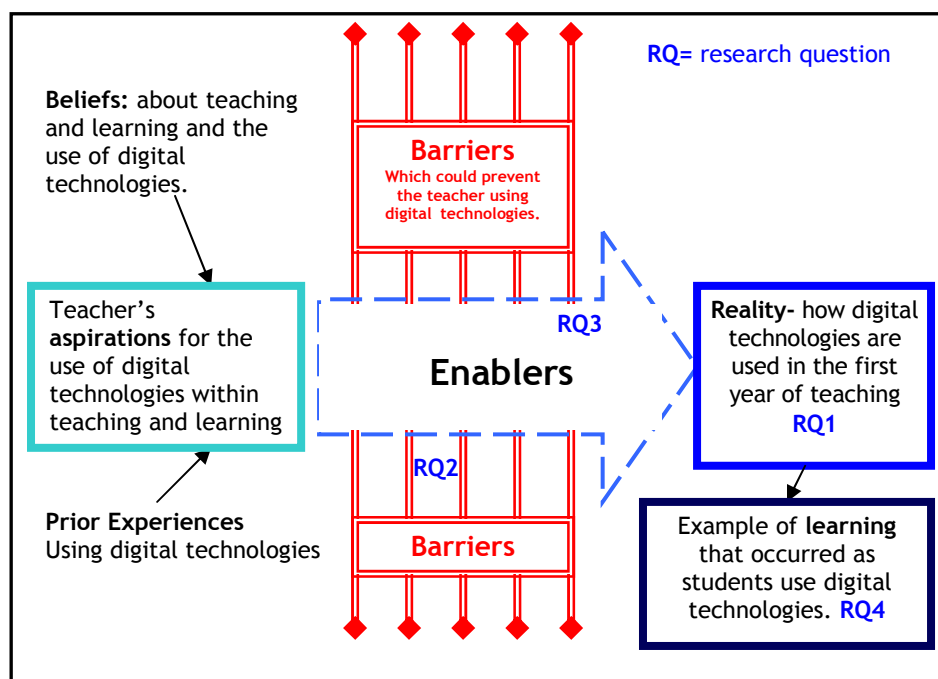 RQ= research question
Beliefs: about teaching
and learning and the
use of digital
technologies.
Barriers
Which could prevent
the teacher using
digital technologies.
Teacher's
aspirations for the
use of digital
technologies within
teaching and learning
RQ3
Enablers
RQ2
Reality- how digital
technologies are
used in the first
year of teaching
RQ1
Prior Experiences
Using digital technologies
Barriers
Example of learning
that occurred as
students use digital
technologies. RQ4